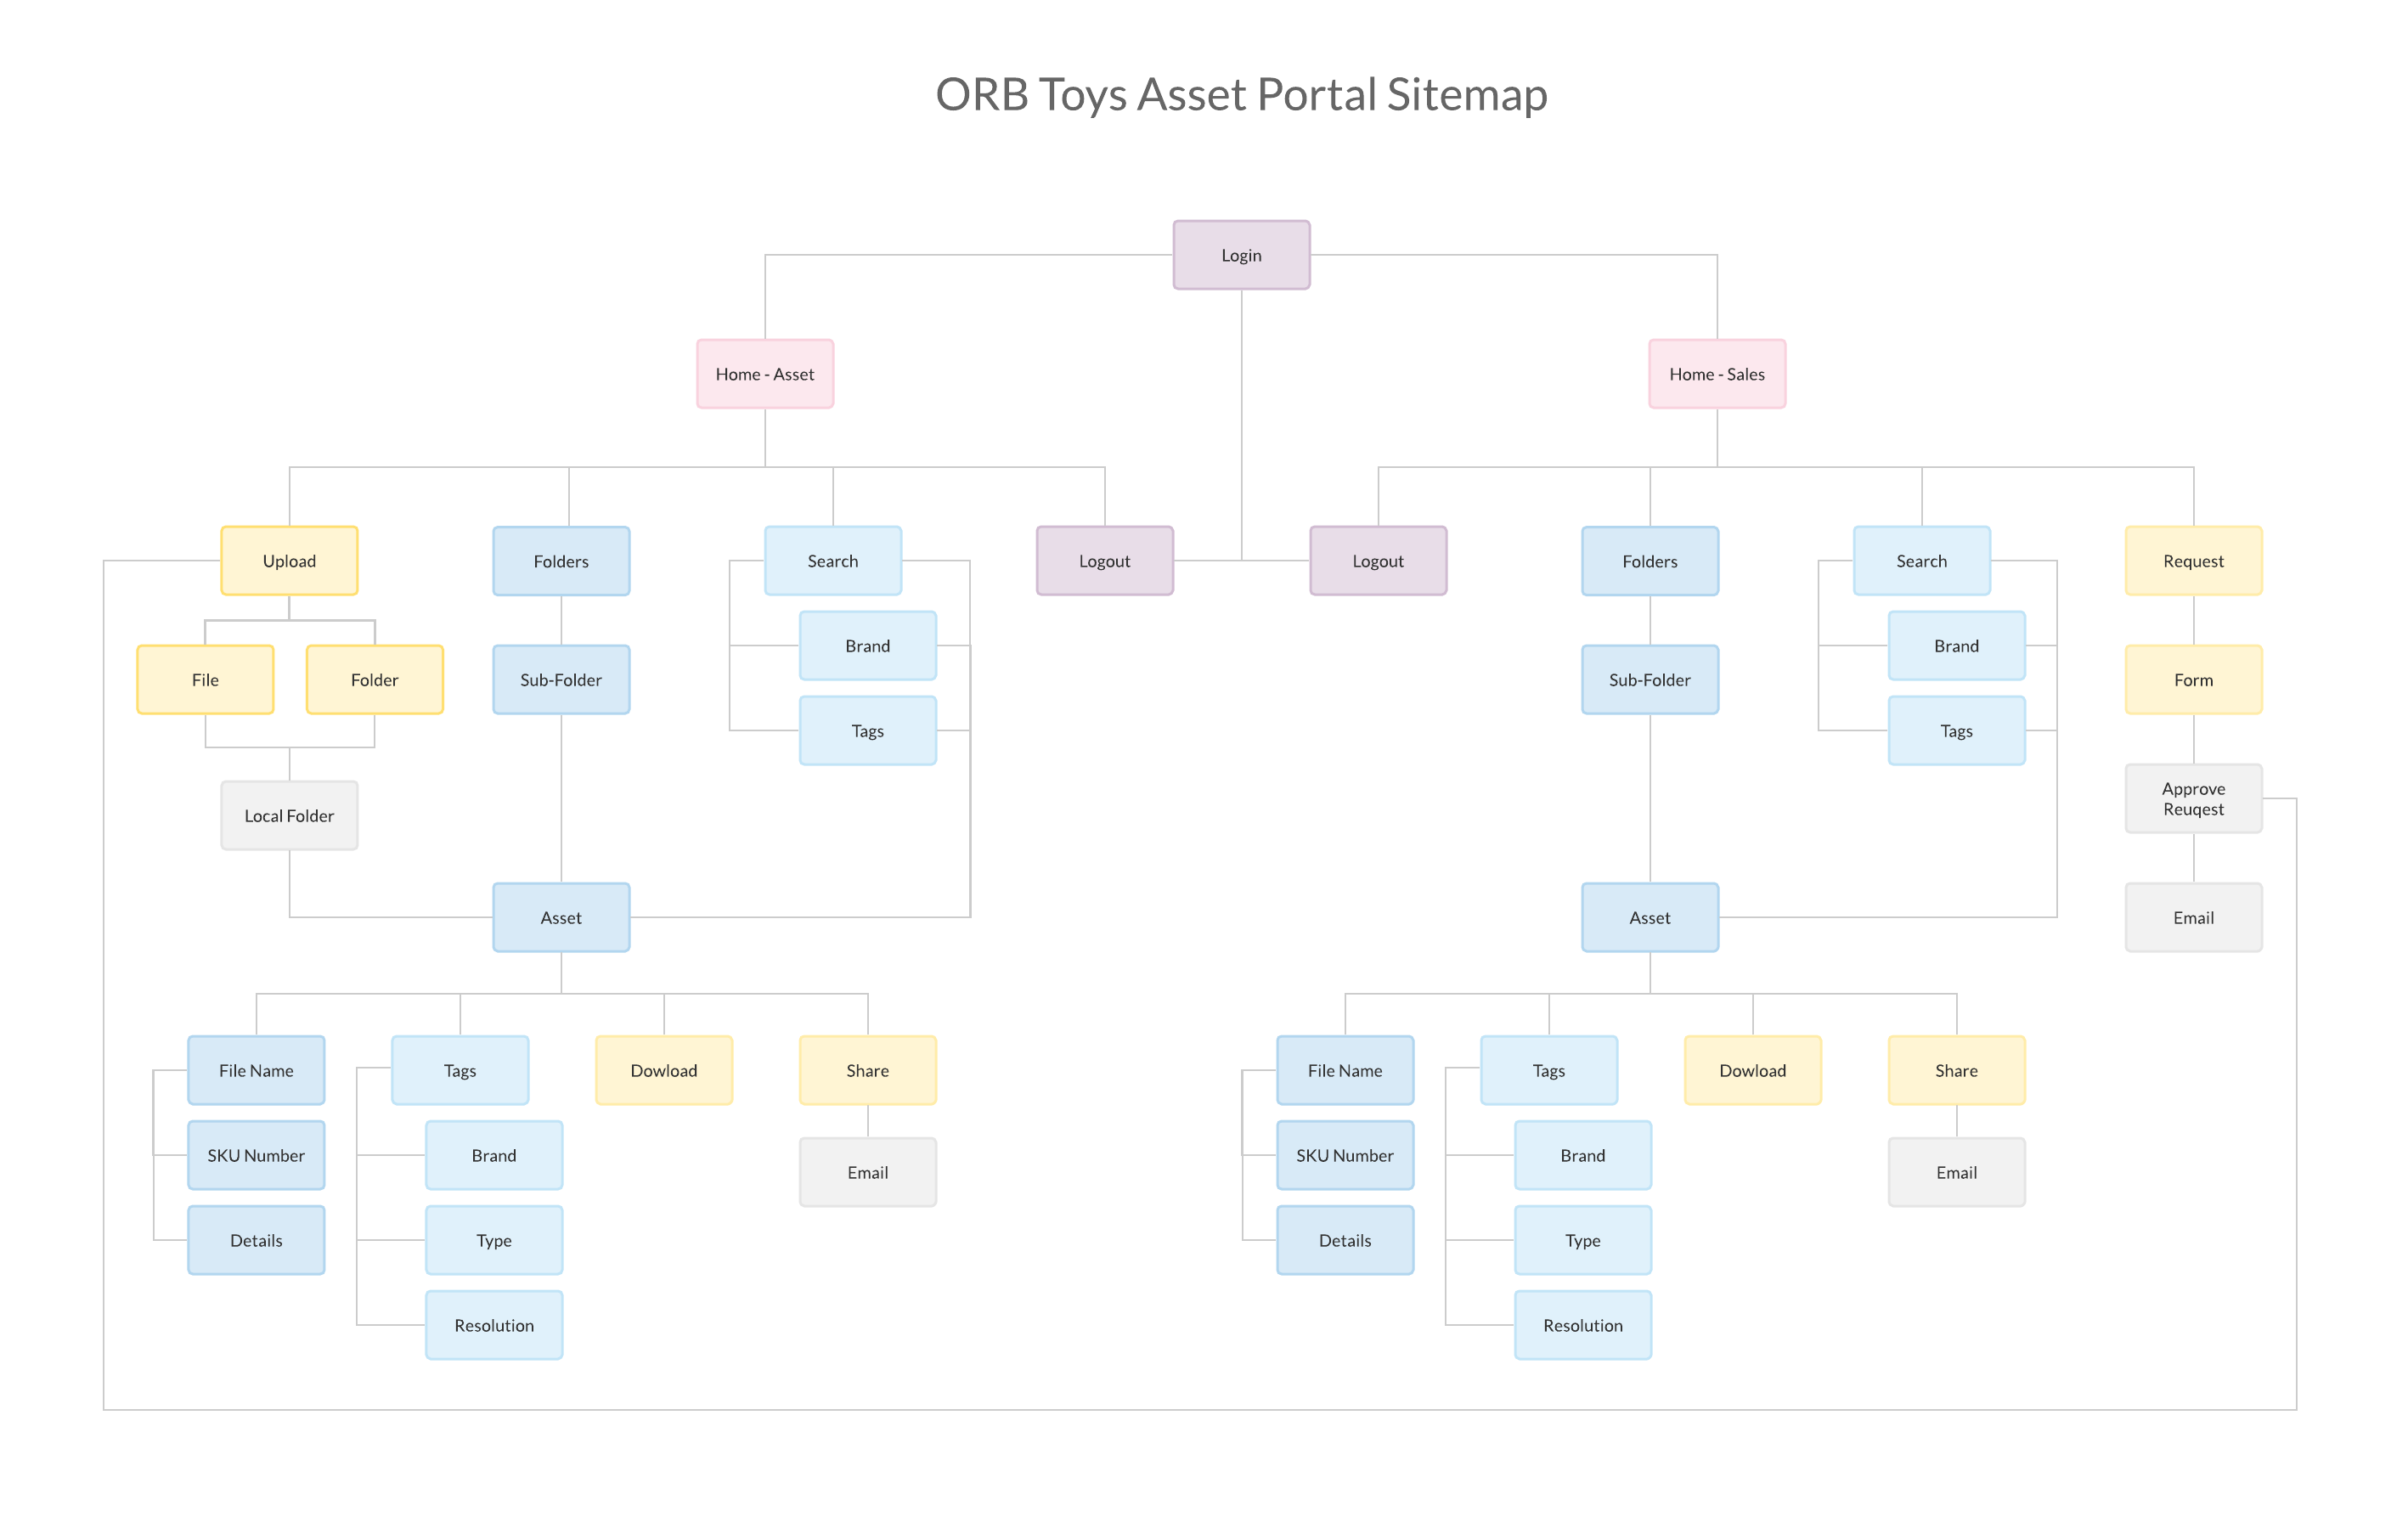 ORB Toys Asset Portal Sitemap
Login
Home - Asset
Home - Sales
Upload
Folders
Search
Logout
Logout
Folders
Search
Request
Brand
Brand
File
Folder
Sub-Folder
Sub-Folder
Form
Tags
Tags
Approve
Reuqest
Local Folder
Asset
Asset
Email
File Name
Tags
Dowload
Share
File Name
Tags
Dowload
Share
SKU Number
Brand
Email
SKU Number
Brand
Email
Details
Type
Details
Type
Resolution
Resolution